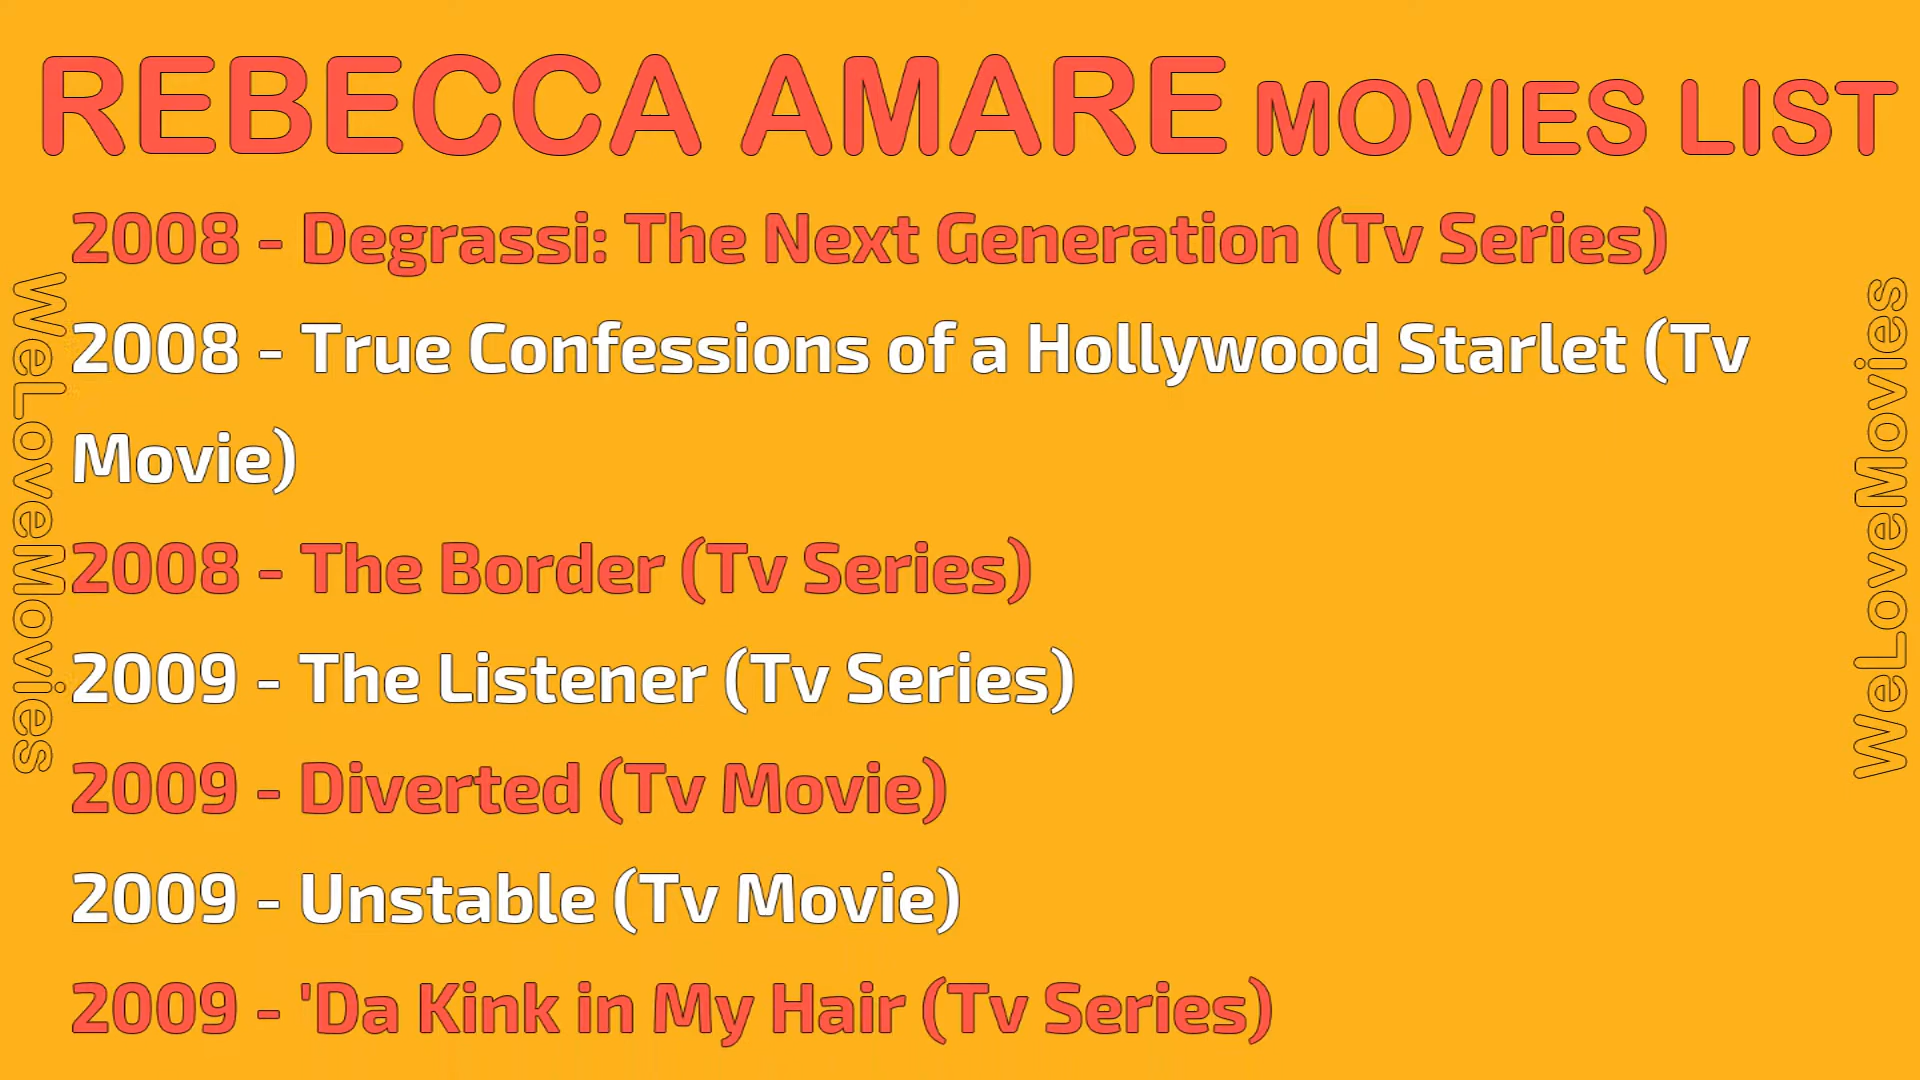 REBECCA AMARE MOVIES LIST
2008 - Degrassi: The Next Generation (Tv Series)
2008 - True Confessions of a Hollywood Starlet (Tv
Movie)
2008 - The Border (Tv Series)
2009 - The Listener (Tv Series)
2009 - Diverted (Tv Movie)
2009 - Unstable (Tv Movie)
2009 - 'Da Kink in My Hair (Tv Series)
WeLoveMovies
WeLoveMovies